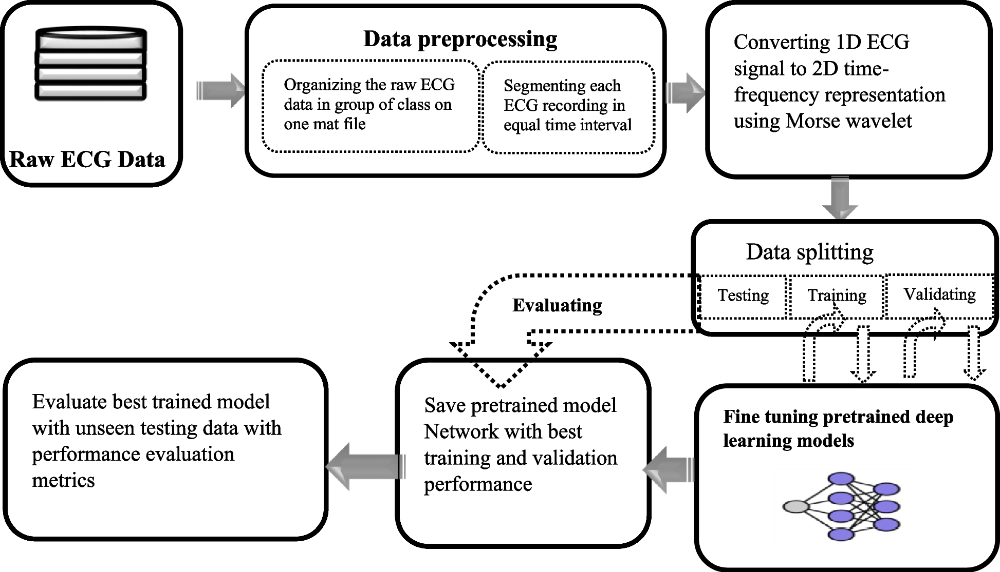 Raw ECG Data
Data preprocessing
Organizing the raw ECG
data in group of class on
one mat file
Segmenting each
ECG recording in
equal time interval
Converting 1D ECG
signal to 2D time-
frequency representation
using Morse wavelet
Data splitting
Testing
Training
Validating
Evaluating
Fine tuning pretrained deep
learning models
Save pretrained model
Network with best
training and validation
performance
Evaluate best trained model
with unseen testing data with
performance evaluation
metrics